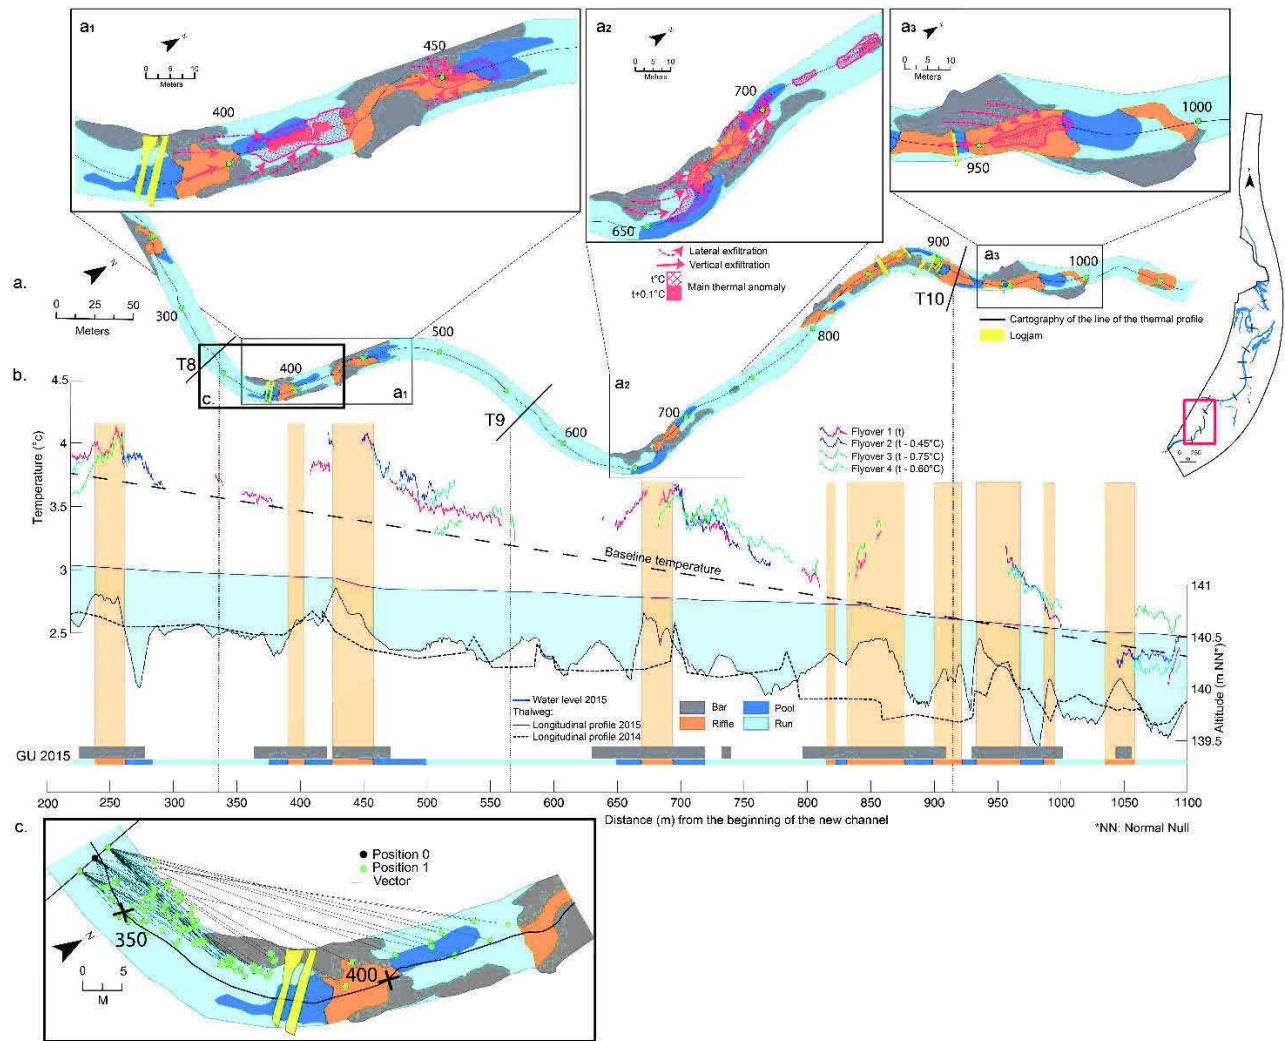 a1
N
0 5 10
Meters
400
450
a2
N
0 5 10
Meters
650
700
a3
N
0 5 10
Meters
950
1000
Lateral exfiltration
Vertical exfiltration
t°C
t+0.1°C
Main thermal anomaly
a.
N
0 25 50
Meters
300
T8
400
c.
a1
500
T9
600
a2
700
800
900
T10
a3
1000
Cartography of the line of the thermal profile
Logjam
b.
Temperature (°c)
4.5
4
3.5
3
2.5
Flyover 1 (t)
Flyover 2 (t - 0.45°C)
Flyover 3 (t - 0.75°C)
Flyover 4 (t - 0.60°C)
Baseline temperature
141
140.5
140
139.5
Altitude (m NN*)
Water level 2015
Thalweg:
Longitudinal profile 2015
Longitudinal profile 2014
Bar
Pool
Riffle
Run
GU 2015
200 250 300 350 400 450 500 550 600 650 700 750 800 850 900 950 1000 1050 1100
Distance (m) from the beginning of the new channel
*NN: Normal Null
c.
Position 0
Position 1
Vector
350
400
N
0 5
M